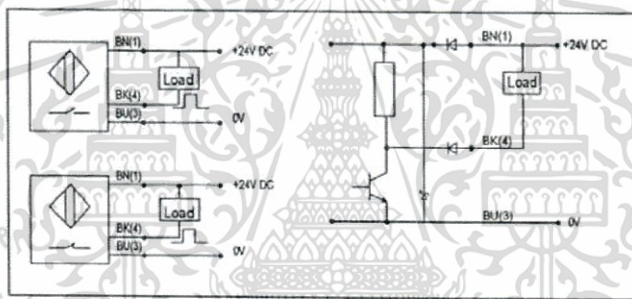 BN(1)
+24V DC
Load
BK(4)
BU(3)
0V
BN(1)
+24V DC
Load
BK(4)
BU(3)
0V
BN(1)
+24V DC
Load
BK(4)
BU(3)
0V